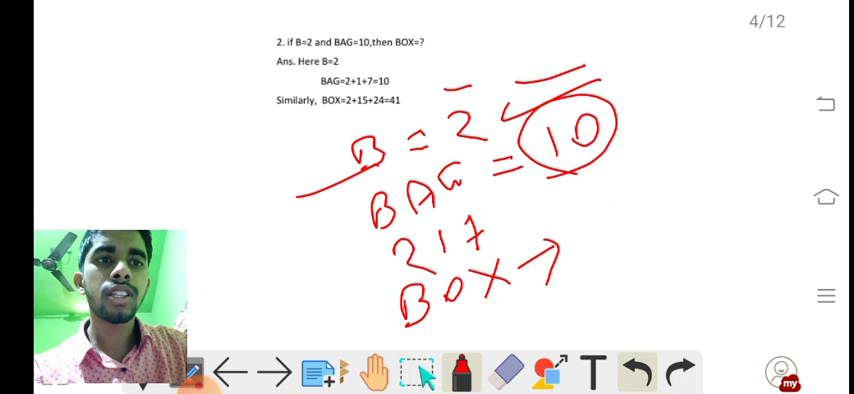 4/12
2. if B=2 and BAG=10,then BOX=?
Ans. Here B=2
BAG=2+1+7=10
Similarly, BOX=2+15+24=41
B = 2
BAG = 10
2 1 7
BOX
T
my